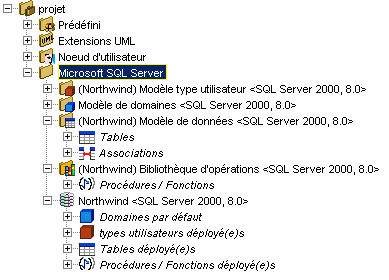 projet
Prédéfini
Extensions UML
Noeud d'utilisateur
Microsoft SQL Server
(Northwind) Modèle type utilisateur <SQL Server 2000, 8.0>
Modèle de domaines <SQL Server 2000, 8.0>
(Northwind) Modèle de données <SQL Server 2000, 8.0>
Tables
Associations
(Northwind) Bibliothèque d'opérations <SQL Server 2000, 8.0>
Procédures / Fonctions
Northwind <SQL Server 2000, 8.0>
Domaines par défaut
types utilisateurs déployé(e)s
Tables déployé(e)s
Procédures / Fonctions déployé(e)s